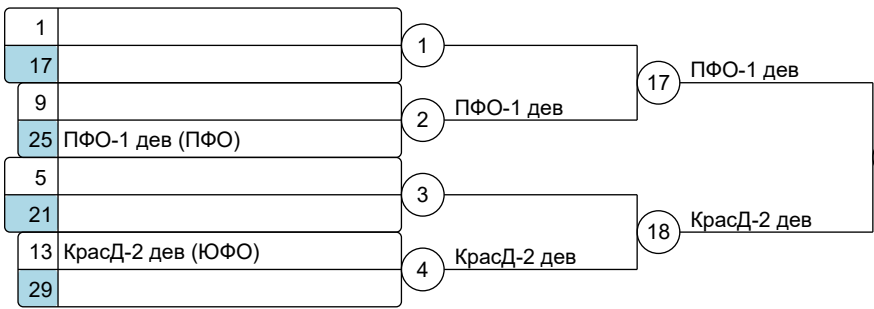 1
17
1
9
25 ПФО-1 дев (ПФО)
2
ПФО-1 дев
17
ПФО-1 дев
5
21
3
13 КрасД-2 дев (ЮФО)
29
4
КрасД-2 дев
18
КрасД-2 дев